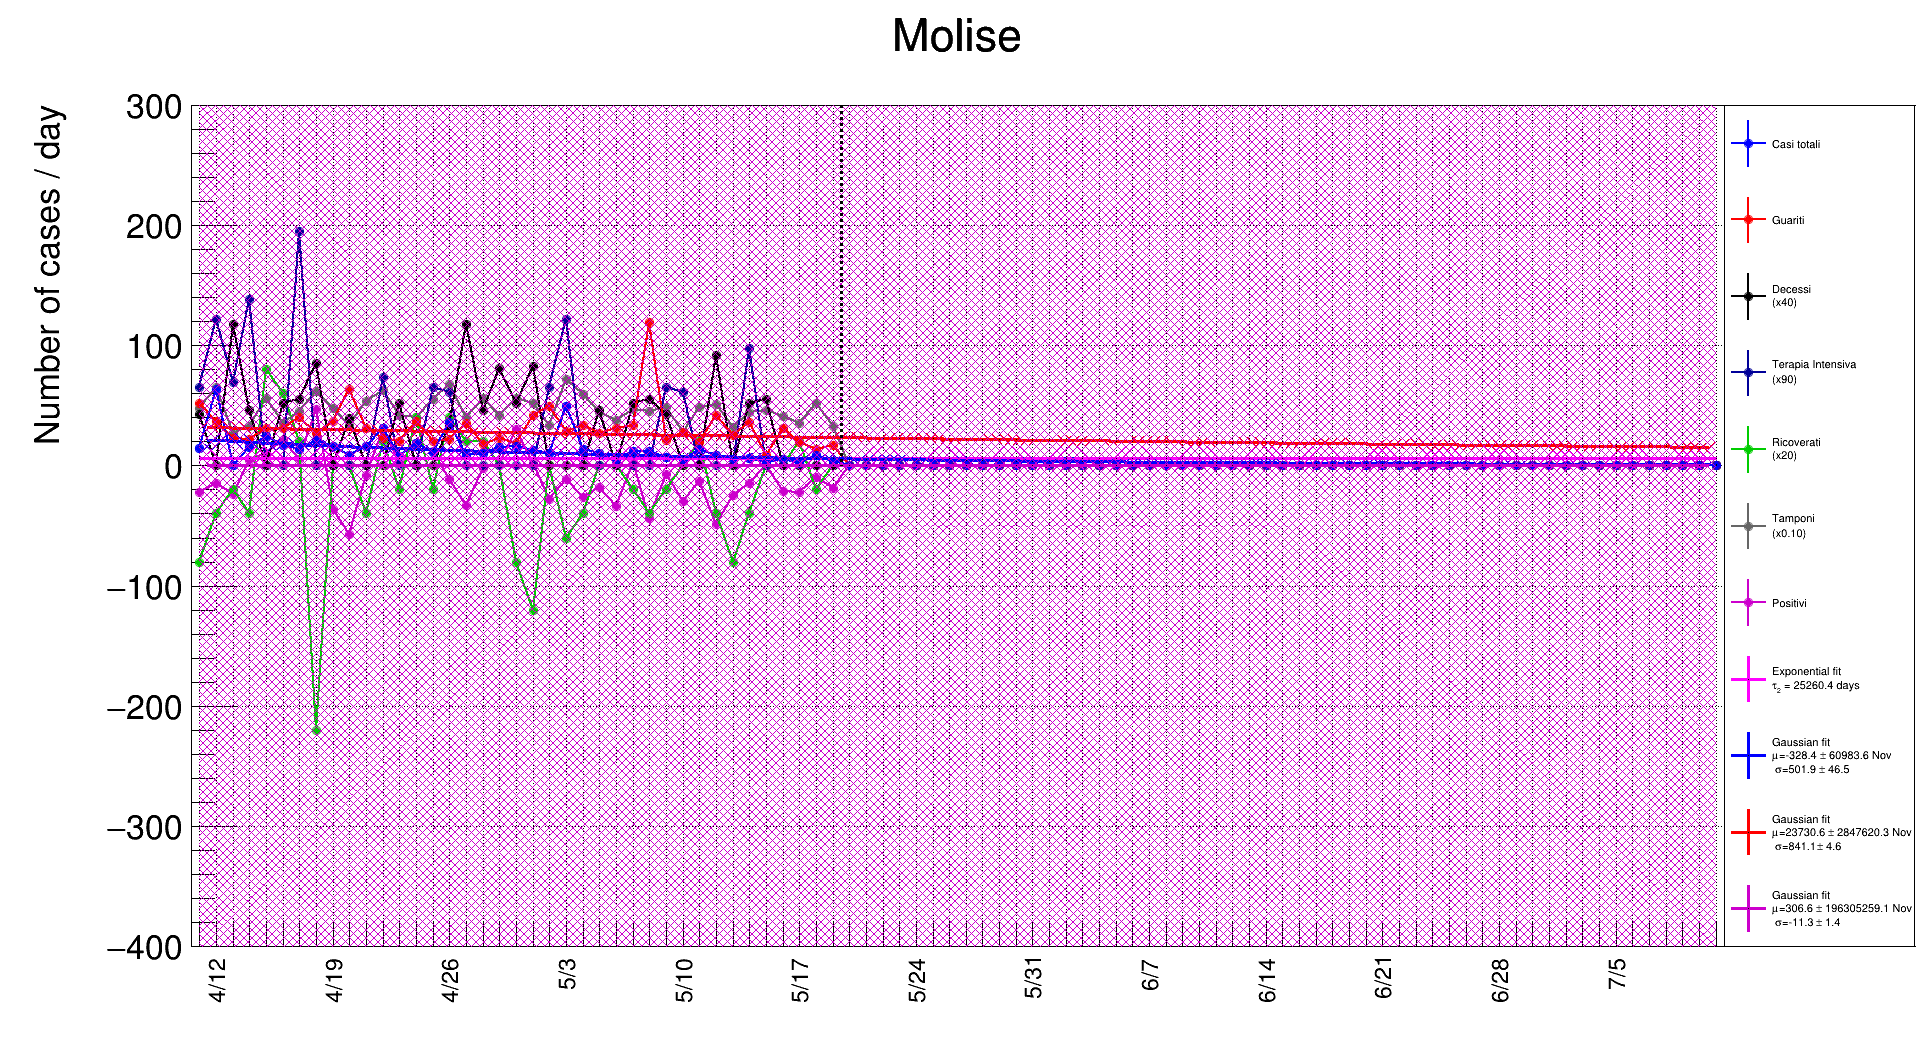 Molise
Number of cases / day
300
200
100
0
−100
−200
−300
−400
4/12
4/19
4/26
5/3
5/10
5/17
5/24
5/31
6/7
6/14
6/21
6/28
7/5
Casi totali
Guariti
Decessi
(x40)
Terapia Intensiva
(x90)
Ricoverati
(x20)
Tamponi
(x0.10)
Positivi
Exponential fit
τ₂ = 25260.4 days
Gaussian fit
μ=-328.4 ± 60983.6 Nov
σ=501.9 ± 46.5
Gaussian fit
μ=23730.6 ± 2847620.3 Nov
σ=841.1 ± 4.6
Gaussian fit
μ=306.6 ± 196305259.1 Nov
σ=-11.3 ± 1.4